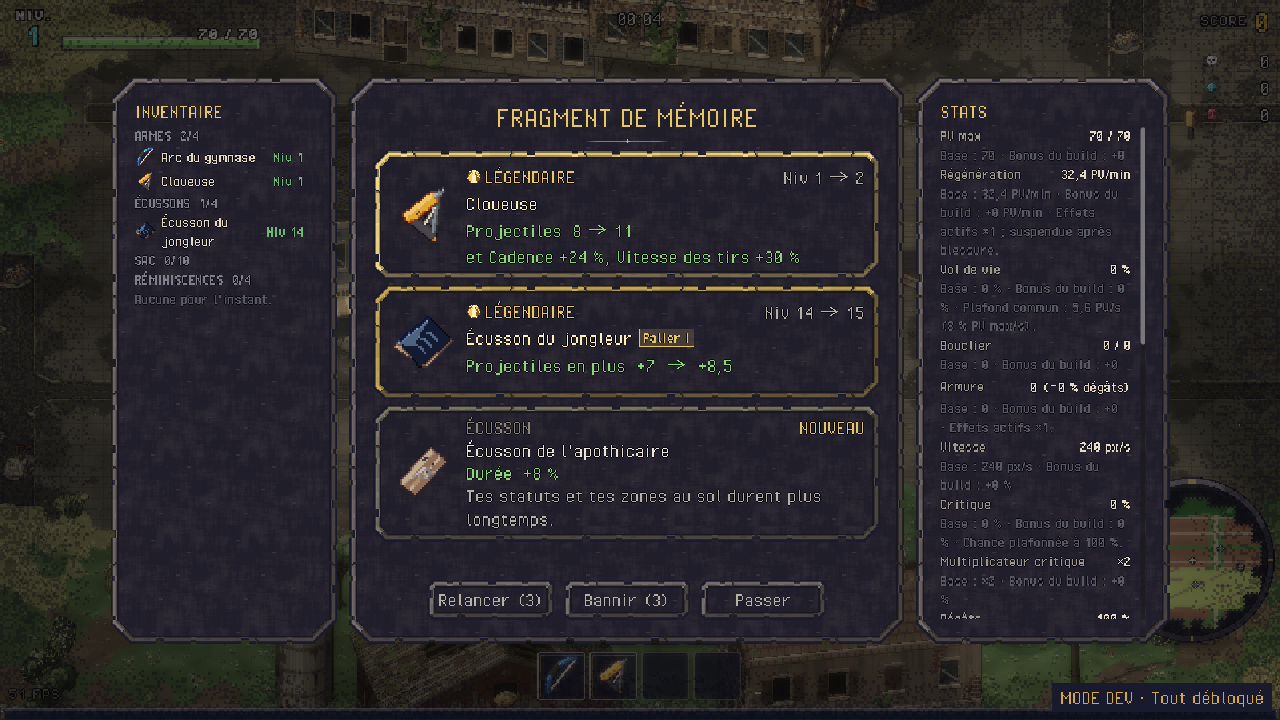 NIV.
1
70 / 70
00:04
SCORE 0
0
0
0
INVENTAIRE
ARMES 2/4
Arc du gymnase Niv 1
Cloueuse Niv 1
ÉCUSSONS 1/4
Écusson du
jongleur Niv 14
SAC 0/10
RÉMINISCENCES 0/4
Aucune pour l'instant.
FRAGMENT DE MÉMOIRE
LÉGENDAIRE Niv 1 → 2
Cloueuse
Projectiles 8 → 11
et Cadence +24 %, Vitesse des tirs +30 %
LÉGENDAIRE Niv 14 → 15
Écusson du jongleur Palier !
Projectiles en plus +7 → +8,5
ÉCUSSON NOUVEAU
Écusson de l'apothicaire
Durée +8 %
Tes statuts et tes zones au sol durent plus
longtemps.
Relancer (3) Bannir (3) Passer
STATS
PV max 70 / 70
Base : 70 · Bonus du build : +0
Régénération 32,4 PV/min
Base : 32,4 PV/min · Bonus du
build : +0 PV/min · Effets
actifs ×1 ; suspendue après
blessure.
Vol de vie 0 %
Base : 0 % · Bonus du build : 0
% · Plafond commun : 5,6 PV/s
(8 % PV max/s).
Bouclier 0 / 0
Base : 0 · Bonus du build : +0
Armure 0 (-0 % dégâts)
Base : 0 · Bonus du build : +0
· Effets actifs ×1.
Vitesse 240 px/s
Base : 240 px/s · Bonus du
build : +0 %
Critique 0 %
Base : 0 % · Bonus du build : 0
% · Chance plafonnée à 100 %.
Multiplicateur critique ×2
Base : ×2 · Bonus du build : +0
%
51 FPS
MODE DEV · Tout débloqué